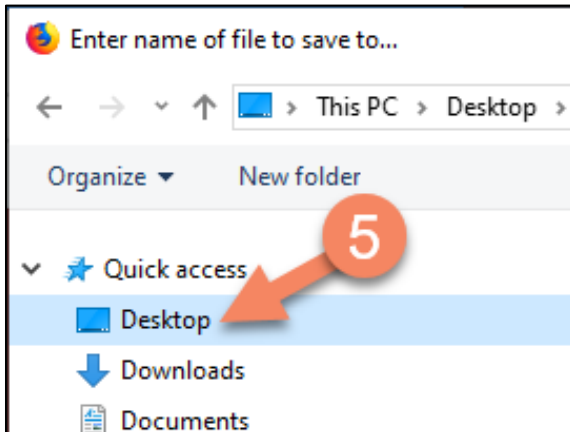 Enter name of file to save to...
This PC > Desktop >
Organize New folder
5
Quick access
Desktop
Downloads
Documents